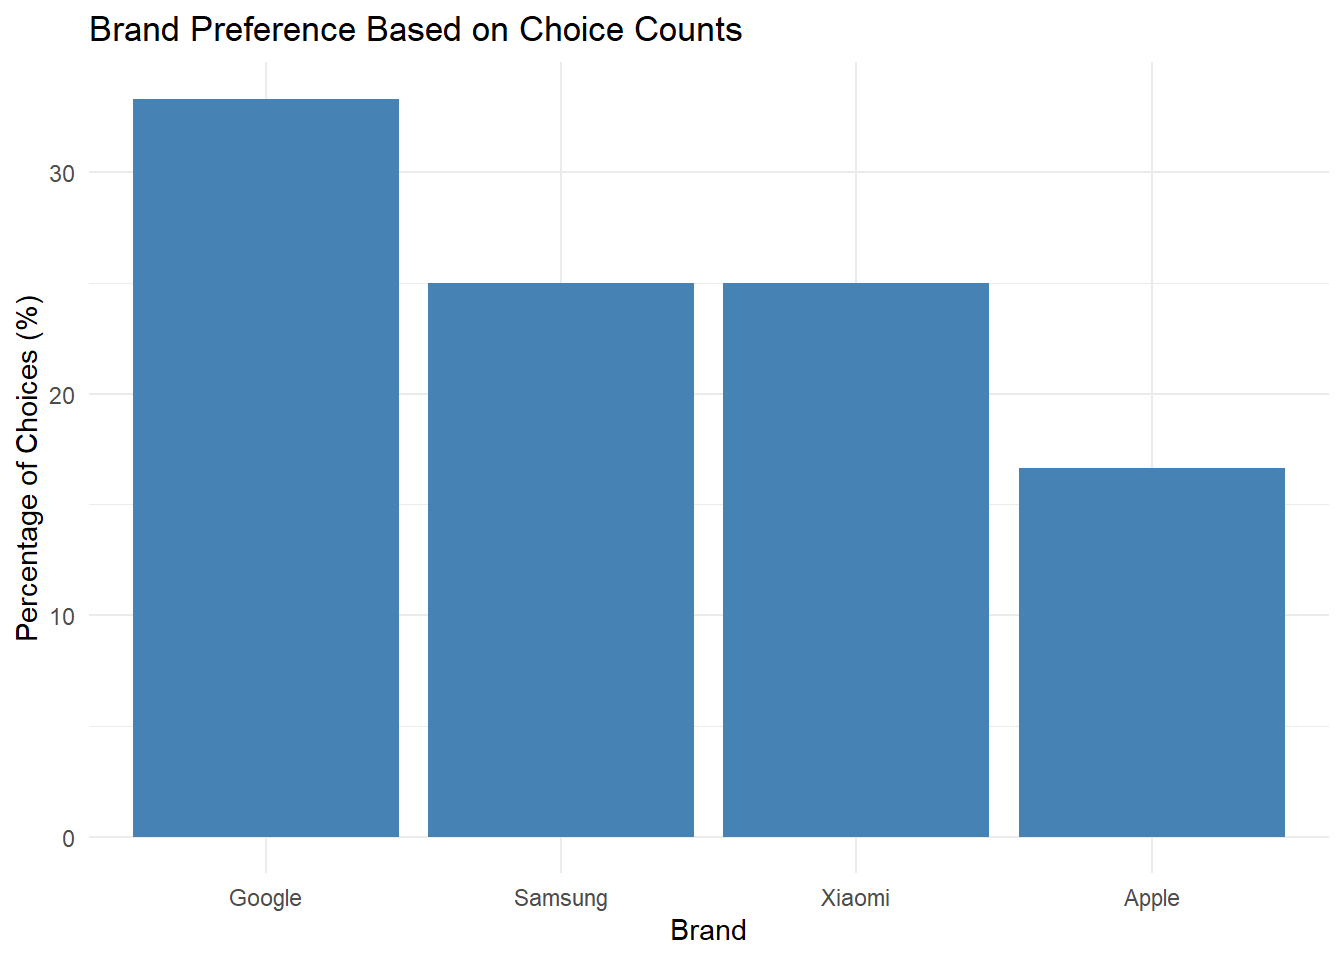 Brand Preference Based on Choice Counts
Percentage of Choices (%)
30
20
10
0
Google Samsung Xiaomi Apple
Brand